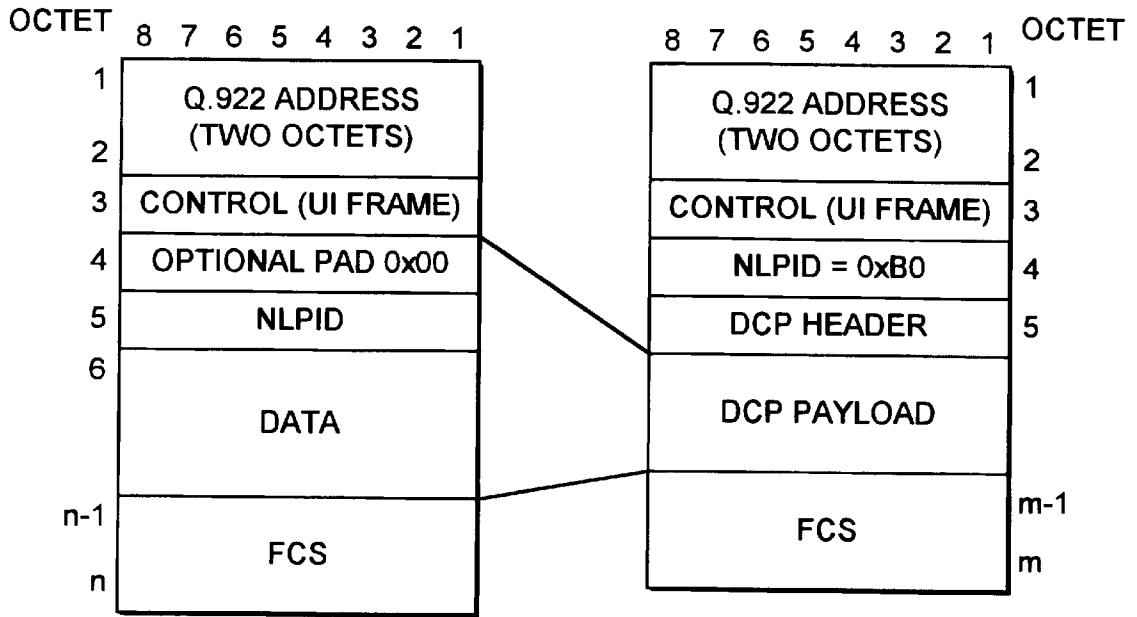 OCTET
8 7 6 5 4 3 2 1
1
Q.922 ADDRESS
(TWO OCTETS)
2
3
CONTROL (UI FRAME)
4
OPTIONAL PAD 0x00
5
NLPID
6
DATA
n-1
FCS
n
8 7 6 5 4 3 2 1
OCTET
Q.922 ADDRESS
(TWO OCTETS)
1
2
CONTROL (UI FRAME)
3
NLPID = 0xB0
4
DCP HEADER
5
DCP PAYLOAD
FCS
m-1
m